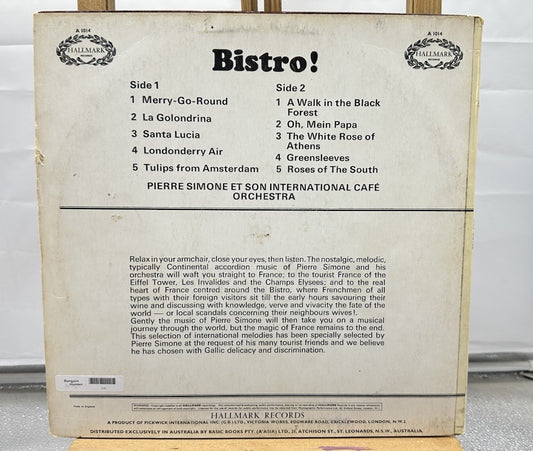 A 1014
HALLMARK
RECORDS
A 1014
HALLMARK
RECORDS
Bistro!
Side 1
1 Merry-Go-Round
2 La Golondrina
3 Santa Lucia
4 Londonderry Air
5 Tulips from Amsterdam
Side 2
1 A Walk in the Black
Forest
2 Oh, Mein Papa
3 The White Rose of
Athens
4 Greensleeves
5 Roses of The South
PIERRE SIMONE ET SON INTERNATIONAL CAFÉ
ORCHESTRA
Relax in your armchair, close your eyes, then listen. The nostalgic, melodic,
typically Continental accordion music of Pierre Simone and his
orchestra will waft you straight to France; to the tourist France of the
Eiffel Tower, Les Invalides and the Champs Elysees; and to the real
heart of France centred around the Bistro, where Frenchmen of all
types with their foreign visitors sit till the early hours savouring their
wine and discussing with knowledge, verve and vivacity the fate of the
world — or local scandals concerning their neighbours wives!.
Gently the music of Pierre Simone will then take you on a musical
journey through the world, but the magic of France remains to the end.
This selection of international melodies has been specially selected by
Pierre Simone at the request of his many tourist friends and we believe
he has chosen with Gallic delicacy and discrimination.
HALLMARK RECORDS
A PRODUCT OF PICKWICK INTERNATIONAL INC. (G.B.) LTD., VICTORIA WORKS, EDGWARE ROAD, CRICKLEWOOD, LONDON, N.W.2.
DISTRIBUTED EXCLUSIVELY IN AUSTRALIA BY BASIC BOOKS PTY. (A'ASIA) LTD., ATCHISON ST., ST. LEONARDS, N.S.W., AUSTRALIA.